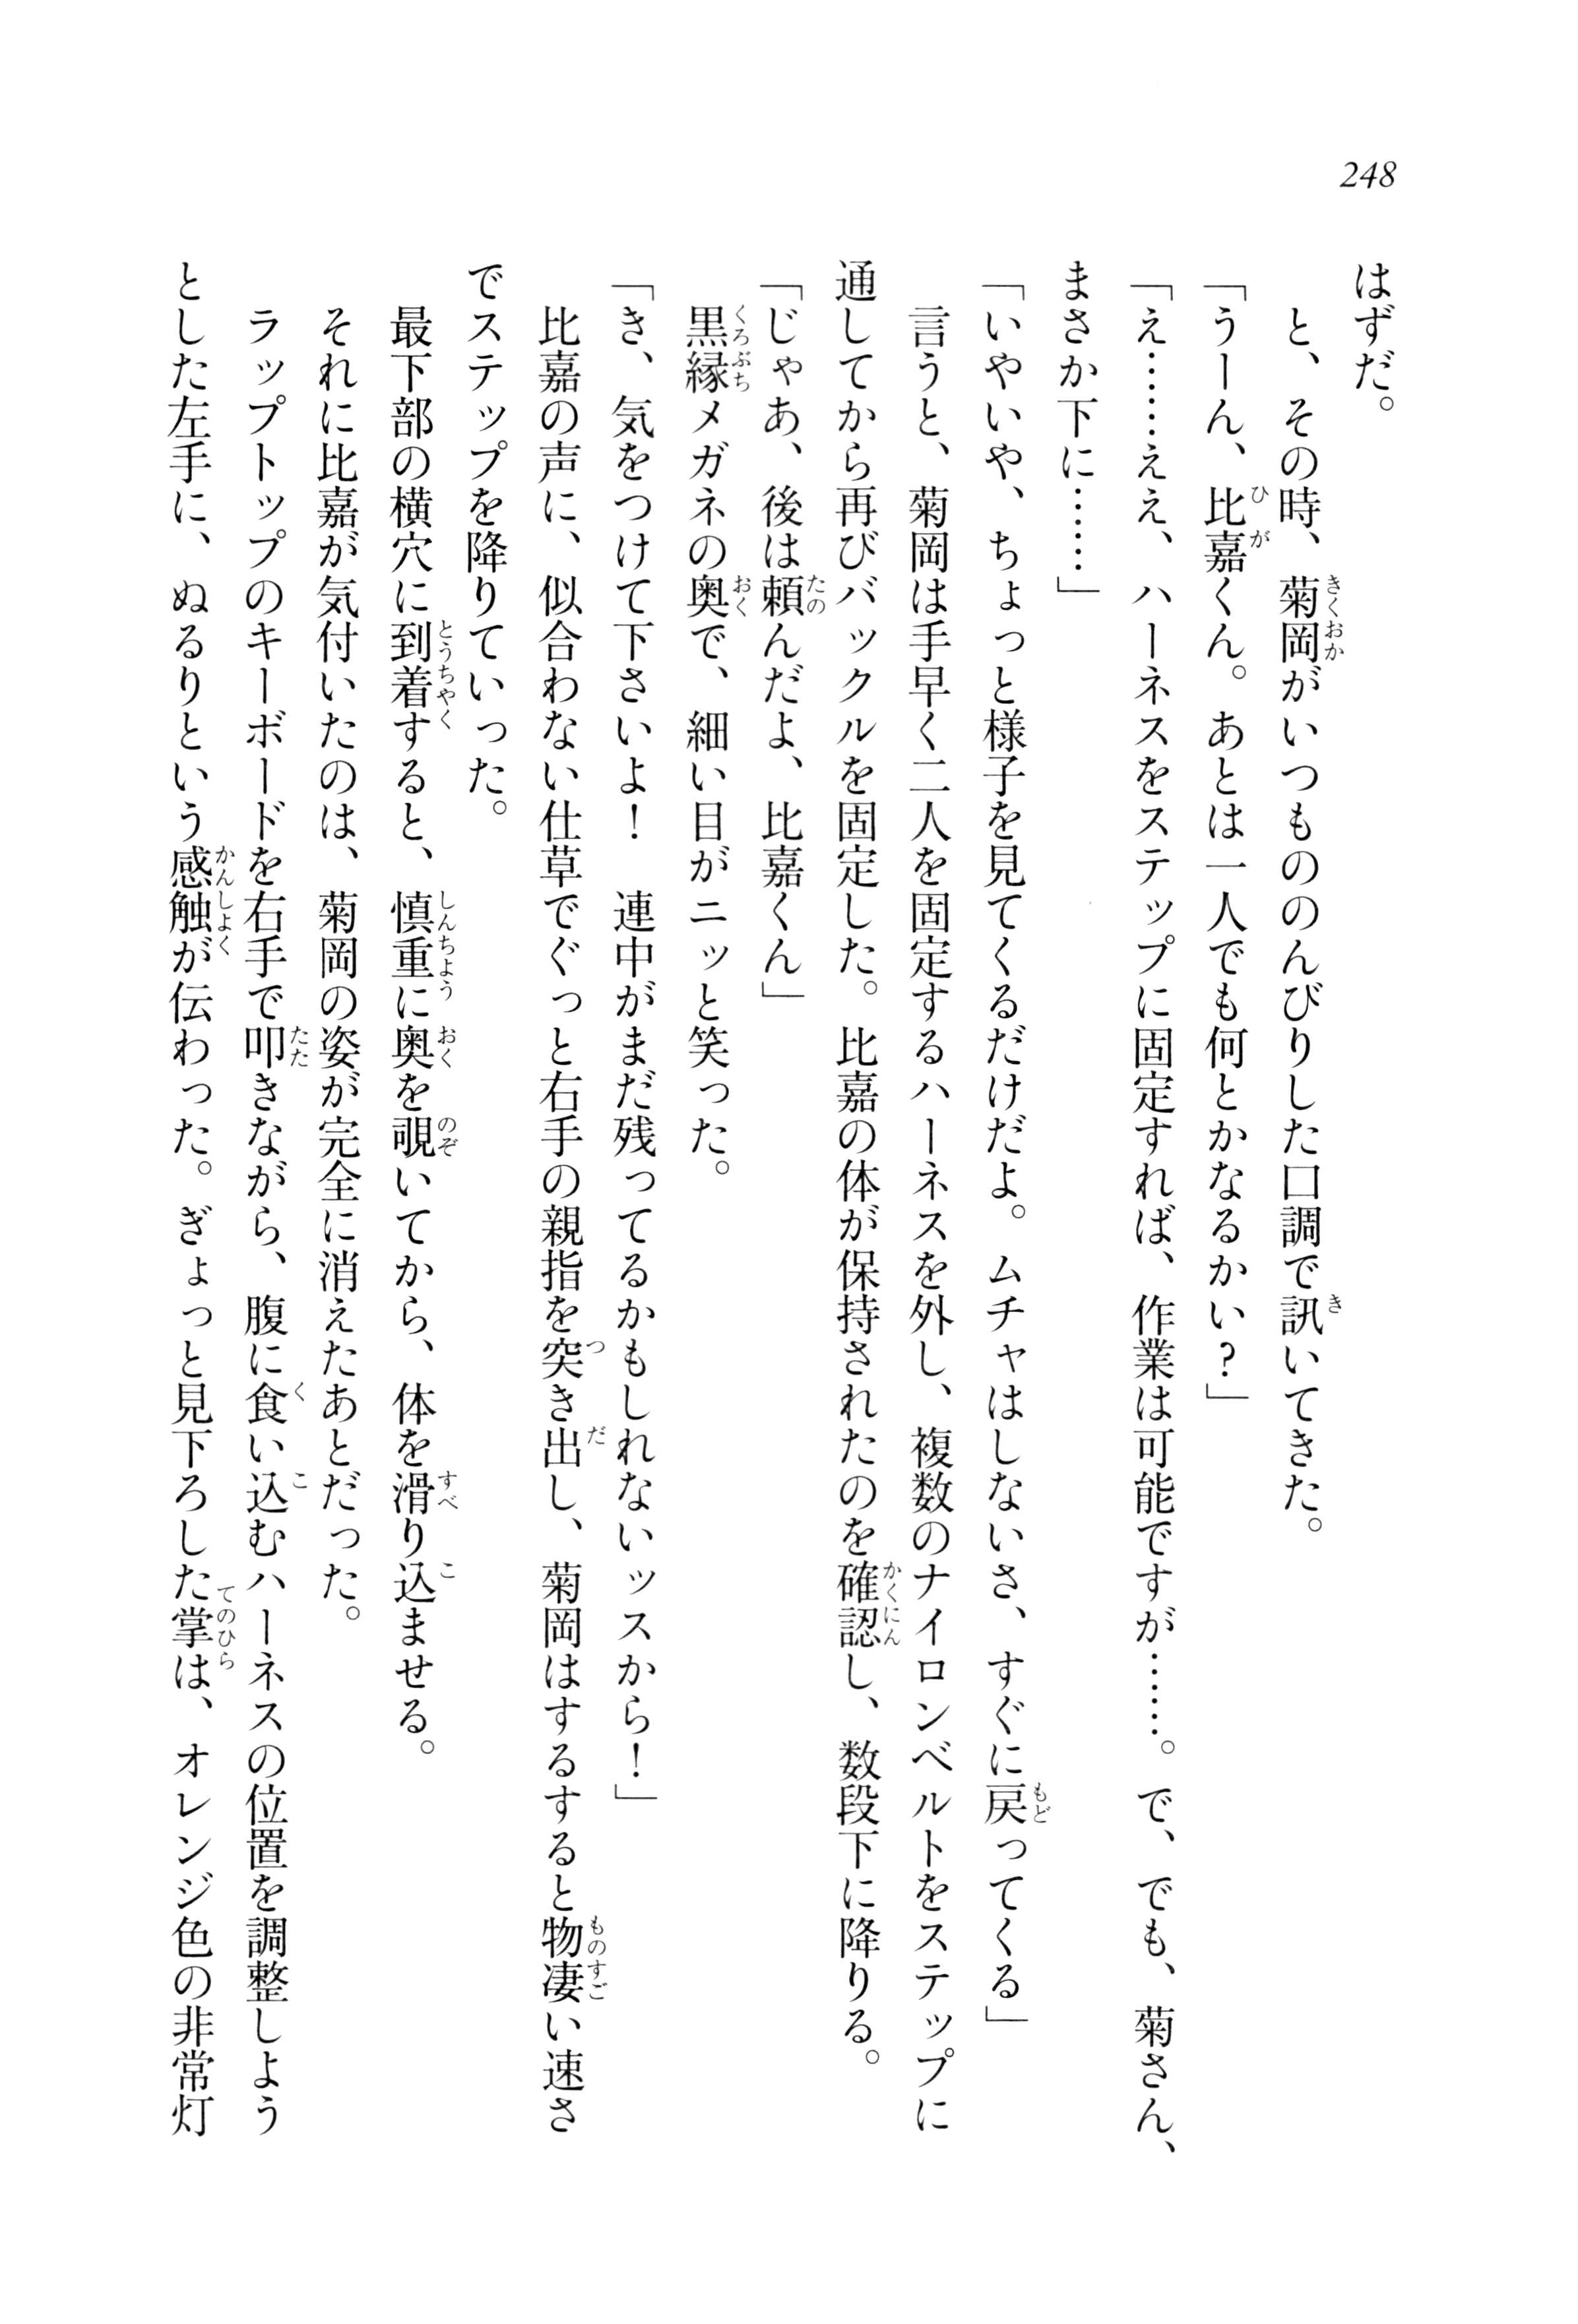 248
はずだ。
と、その時、菊岡がいつもののんびりした口調で訊いてきた。
「うーん、比嘉くん。あとは一人でも何とかなるかい？」
「え……ええ、ハーネスをステップに固定すれば、作業は可能ですが……。で、でも、菊さん、
まさか下に……」
「いやいや、ちょっと様子を見てくるだけだよ。ムチャはしないさ、すぐに戻ってくる」
言うと、菊岡は手早く二人を固定するハーネスを外し、複数のナイロンベルトをステップに
通してから再びバックルを固定した。比嘉の体が保持されたのを確認し、数段下に降りる。
「じゃあ、後は頼んだよ、比嘉くん」
黒縁メガネの奥で、細い目がニッと笑った。
「き、気をつけて下さいよ！　連中がまだ残ってるかもしれないッスから！」
比嘉の声に、似合わない仕草でぐっと右手の親指を突き出し、菊岡はするすると物凄い速さ
でステップを降りていった。
最下部の横穴に到着すると、慎重に奥を覗いてから、体を滑り込ませる。
それに比嘉が気付いたのは、菊岡の姿が完全に消えたあとだった。
ラップトップのキーボードを右手で叩きながら、腹に食い込むハーネスの位置を調整しよう
とした左手に、ぬるりという感触が伝わった。ぎょっと見下ろした掌は、オレンジ色の非常灯